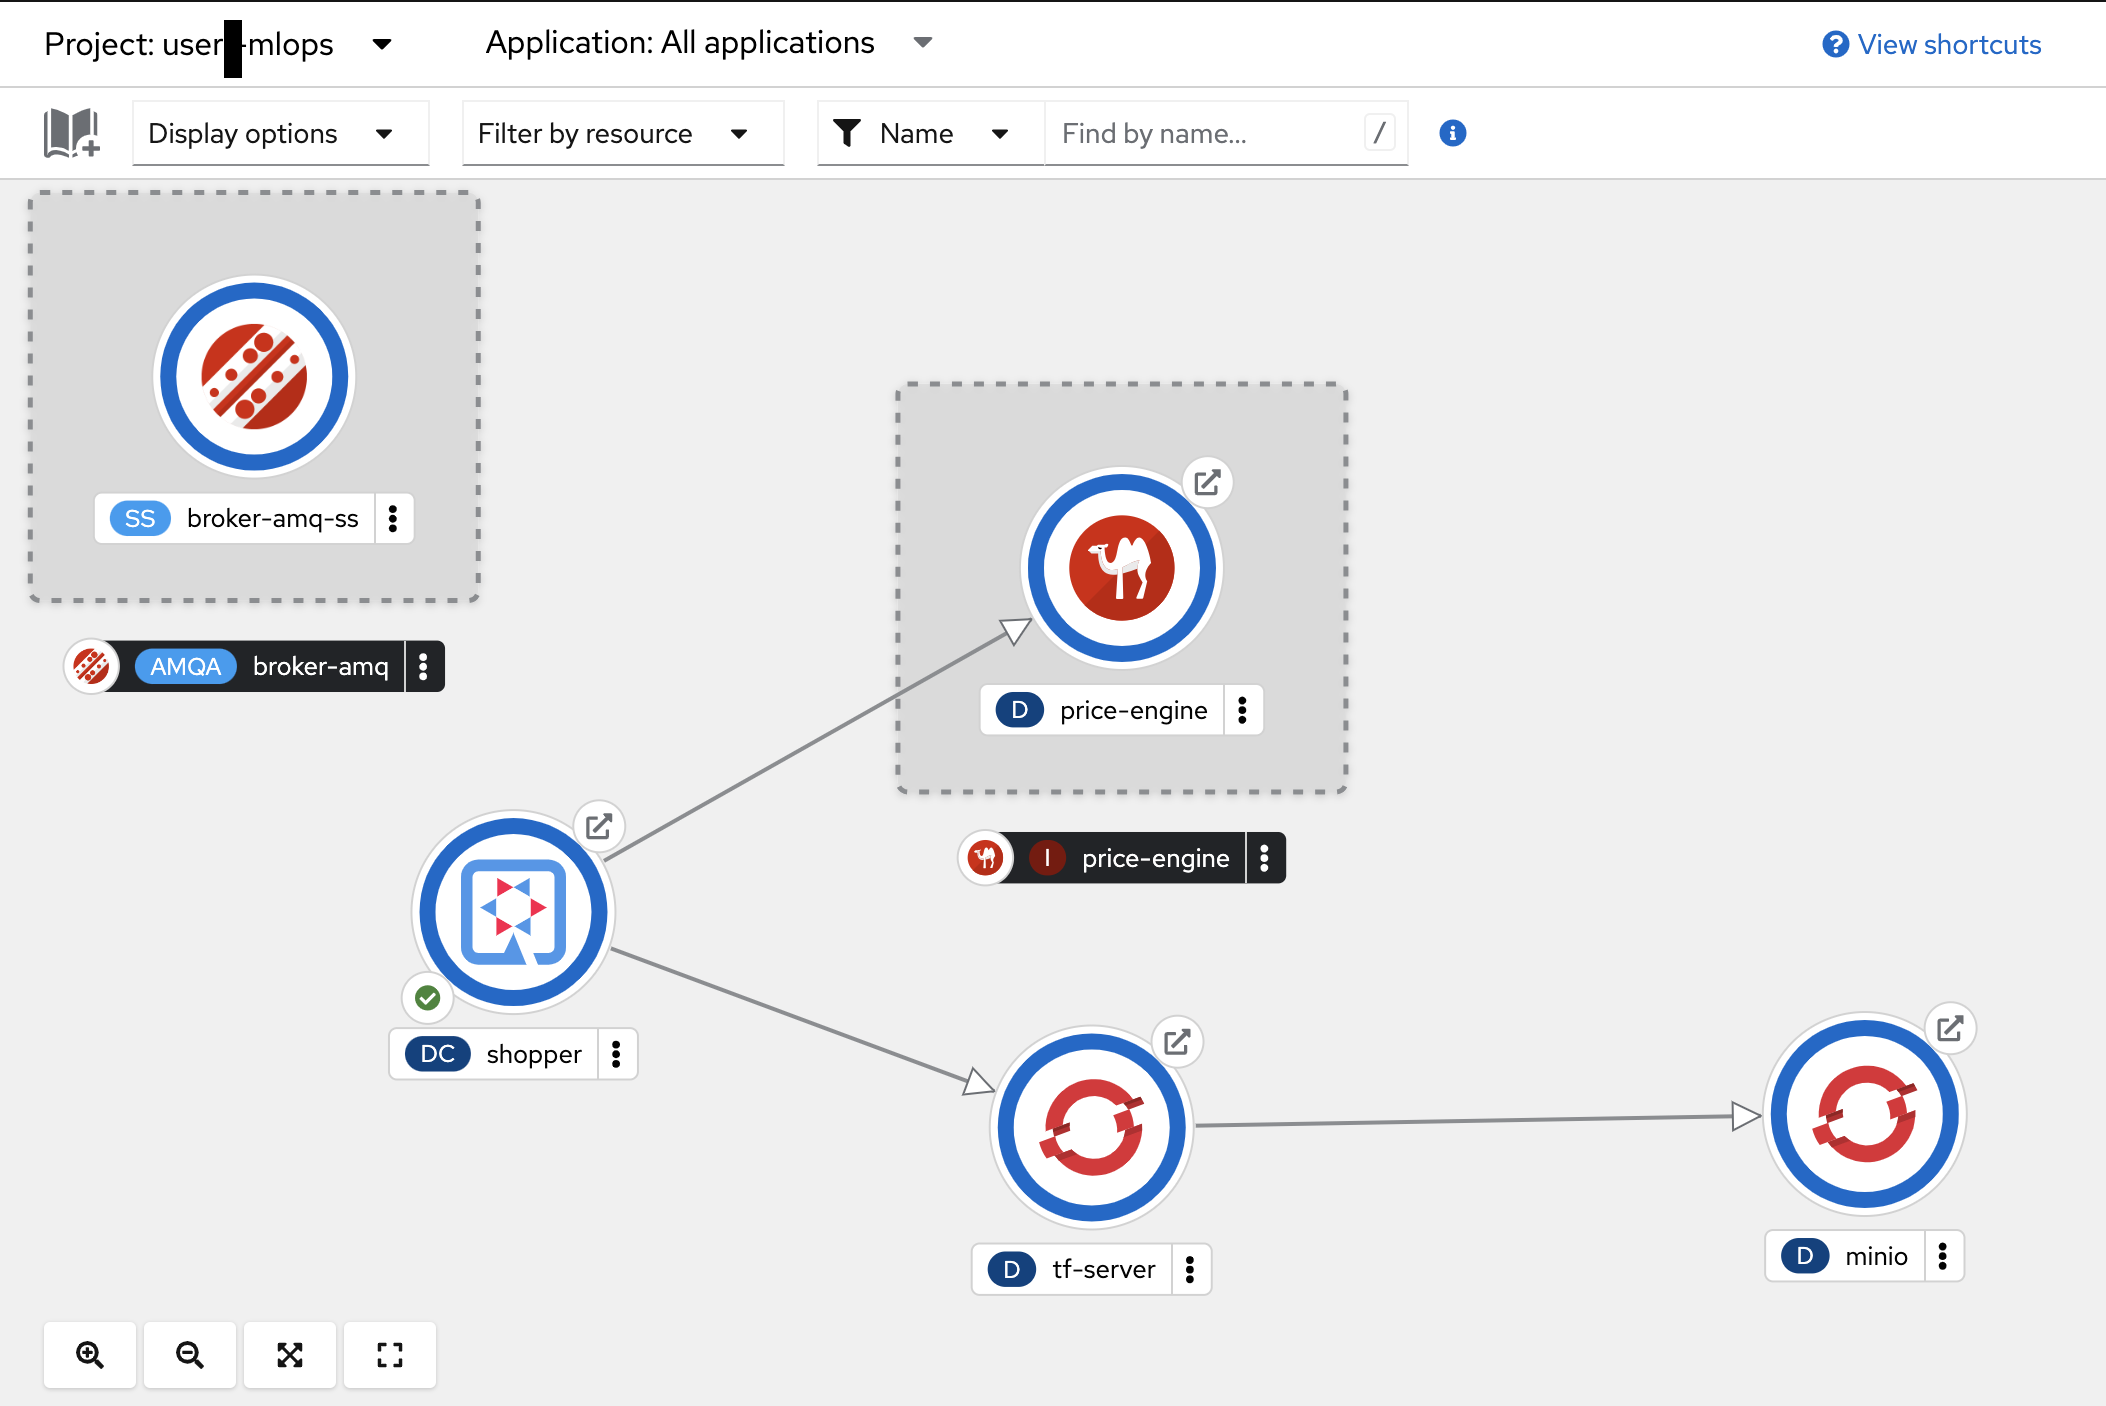 Project: user -mlops
Application: All applications
View shortcuts
Display options
Filter by resource
Name
Find by name...
/
SS broker-amq-ss
AMQA broker-amq
D price-engine
I price-engine
DC shopper
D tf-server
D minio